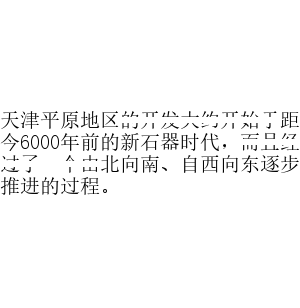 天津平原地区的开发大约开始于距
今6000年前的新石器时代，而且经
过了一个由北向南、自西向东逐步
推进的过程。